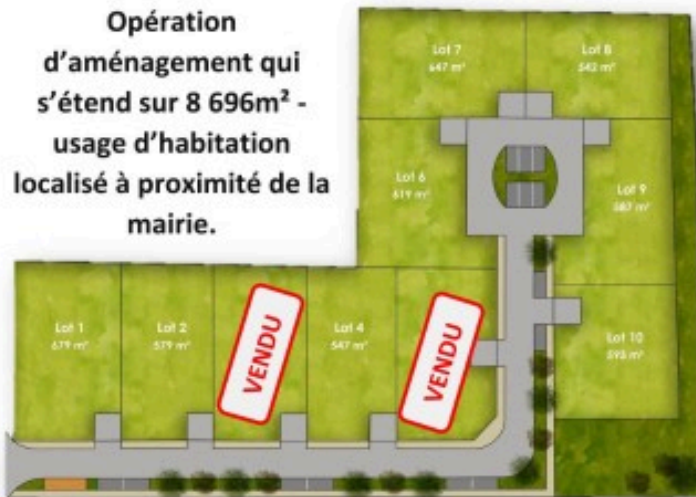 Opération
d'aménagement qui
s'étend sur 8 696m² -
usage d'habitation
localisé à proximité de la
mairie.
Lot 7
647 m²
Lot 8
542 m²
Lot 6
619 m²
Lot 9
587 m²
Lot 1
679 m²
Lot 2
579 m²
VENDU
Lot 4
547 m²
VENDU
Lot 10
595 m²